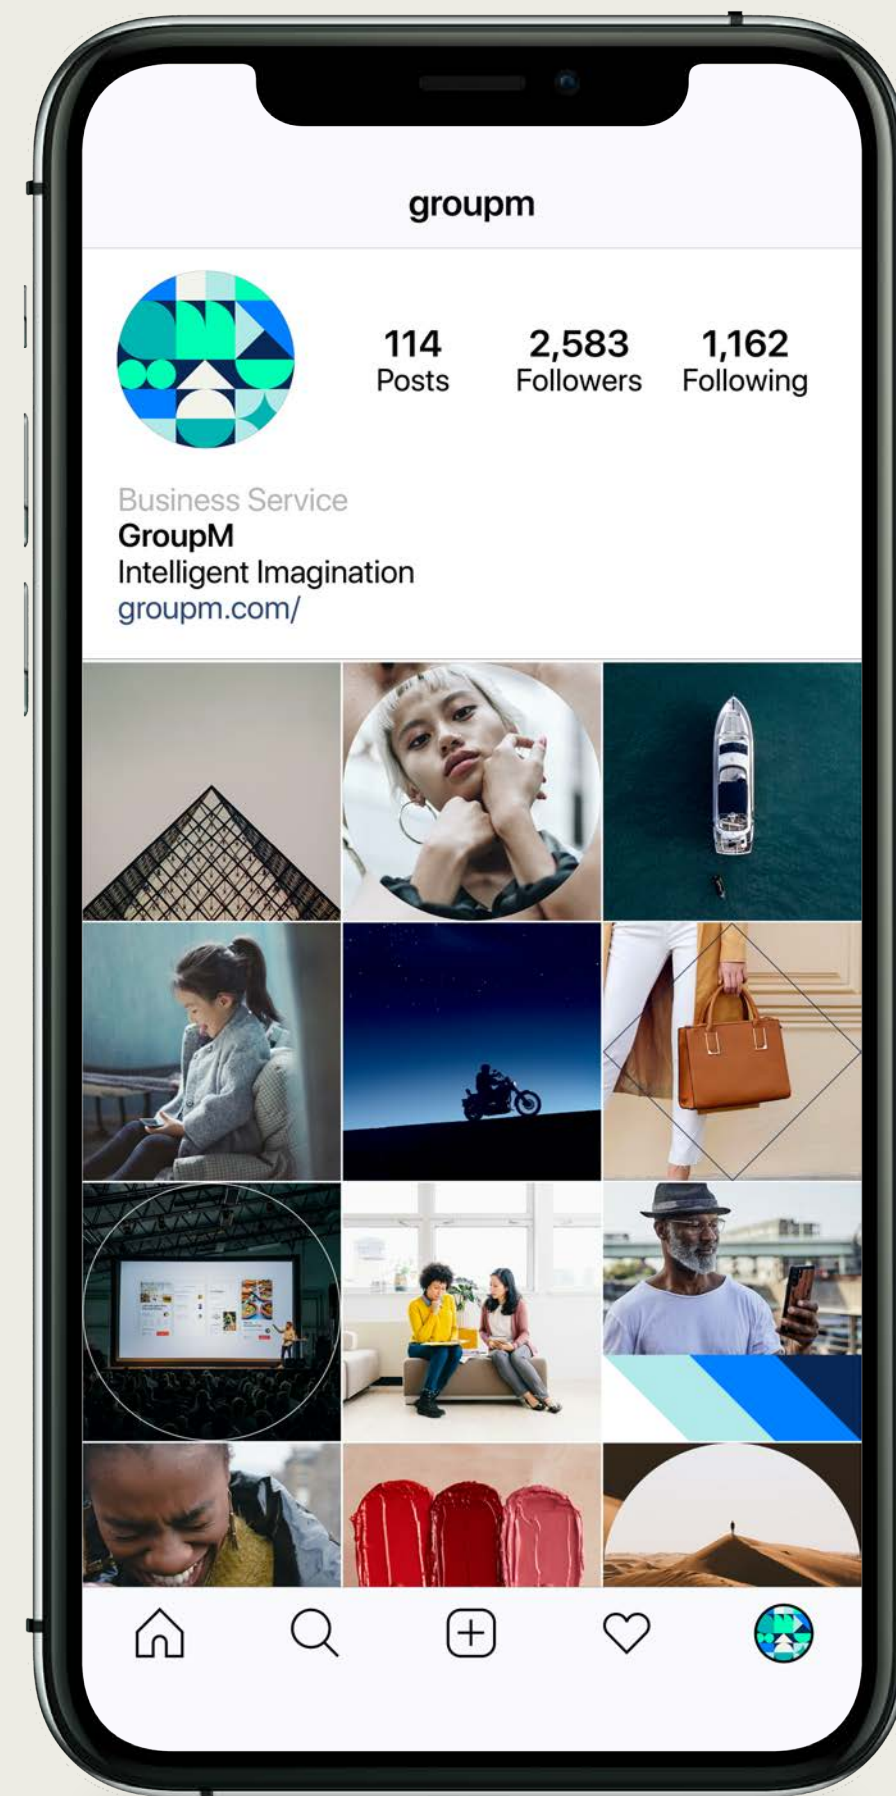 groupm
114
Posts
2,583
Followers
1,162
Following
Business Service
GroupM
Intelligent Imagination
groupm.com/